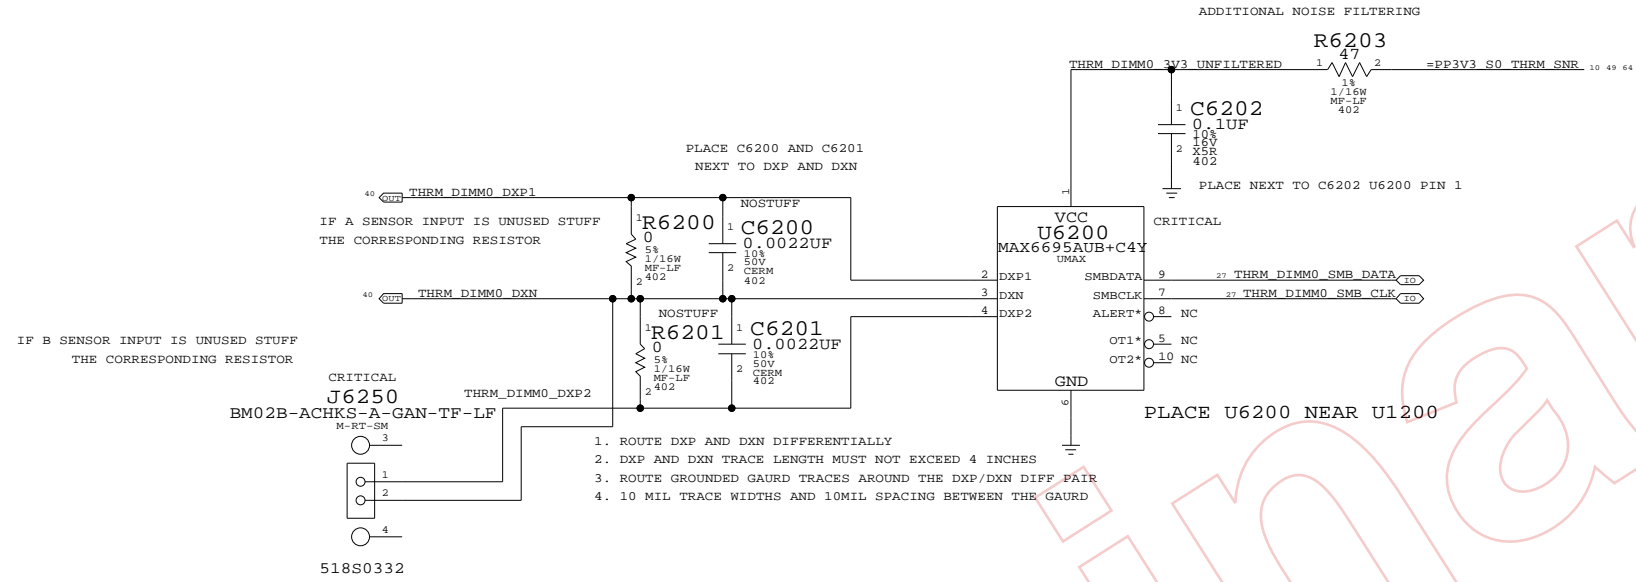 ADDITIONAL NOISE FILTERING
R6203
47
THRM_DIMM0_3V3_UNFILTERED
1
2
=PP3V3_S0_THRM_SNR
10 49 64
1%
1/16W
MF-LF
402
1
C6202
0.1UF
10%
16V
2
X5R
402
PLACE C6200 AND C6201
NEXT TO DXP AND DXN
PLACE NEXT TO C6202 U6200 PIN 1
1
40
OUT
THRM_DIMM0_DXP1
NOSTUFF
IF A SENSOR INPUT IS UNUSED STUFF
THE CORRESPONDING RESISTOR
1
R6200
0
5%
1/16W
MF-LF
402
2
1
C6200
0.0022UF
10%
50V
CERM
402
2
VCC
CRITICAL
U6200
MAX6695AUB+C4Y
UMAX
2
DXP1
SMBDATA
9
27
THRM_DIMM0_SMB_DATA
IO
40
OUT
THRM_DIMM0_DXN
3
DXN
SMBCLK
7
27
THRM_DIMM0_SMB_CLK
IO
4
DXP2
ALERT*
8
NC
OT1*
5
NC
OT2*
10
NC
NOSTUFF
IF B SENSOR INPUT IS UNUSED STUFF
THE CORRESPONDING RESISTOR
1
R6201
0
5%
1/16W
MF-LF
402
2
1
C6201
0.0022UF
10%
50V
CERM
402
2
GND
6
PLACE U6200 NEAR U1200
CRITICAL
J6250
BM02B-ACHKS-A-GAN-TF-LF
M-RT-SM
THRM_DIMM0_DXP2
3
1
2
4
518S0332
1. ROUTE DXP AND DXN DIFFERENTIALLY
2. DXP AND DXN TRACE LENGTH MUST NOT EXCEED 4 INCHES
3. ROUTE GROUNDED GAURD TRACES AROUND THE DXP/DXN DIFF PAIR
4. 10 MIL TRACE WIDTHS AND 10MIL SPACING BETWEEN THE GAURD
inar